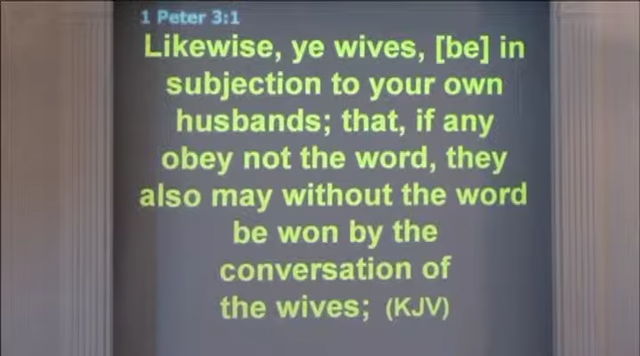 1 Peter 3:1
Likewise, ye wives, [be] in
subjection to your own
husbands; that, if any
obey not the word, they
also may without the word
be won by the
conversation of
the wives; (KJV)